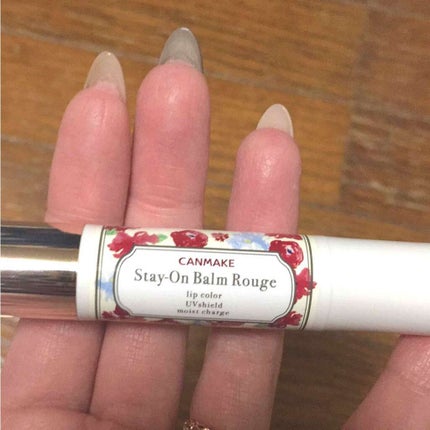 CANMAKE
Stay-On Balm Rouge
lip color
UVshield
moist charge